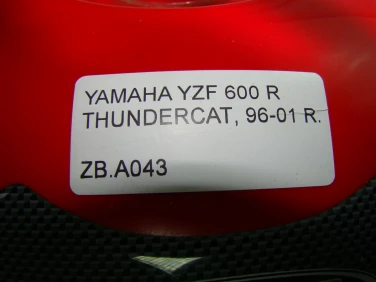 YAMAHA YZF 600 R
THUNDERCAT, 96-01 R.
ZB.A043